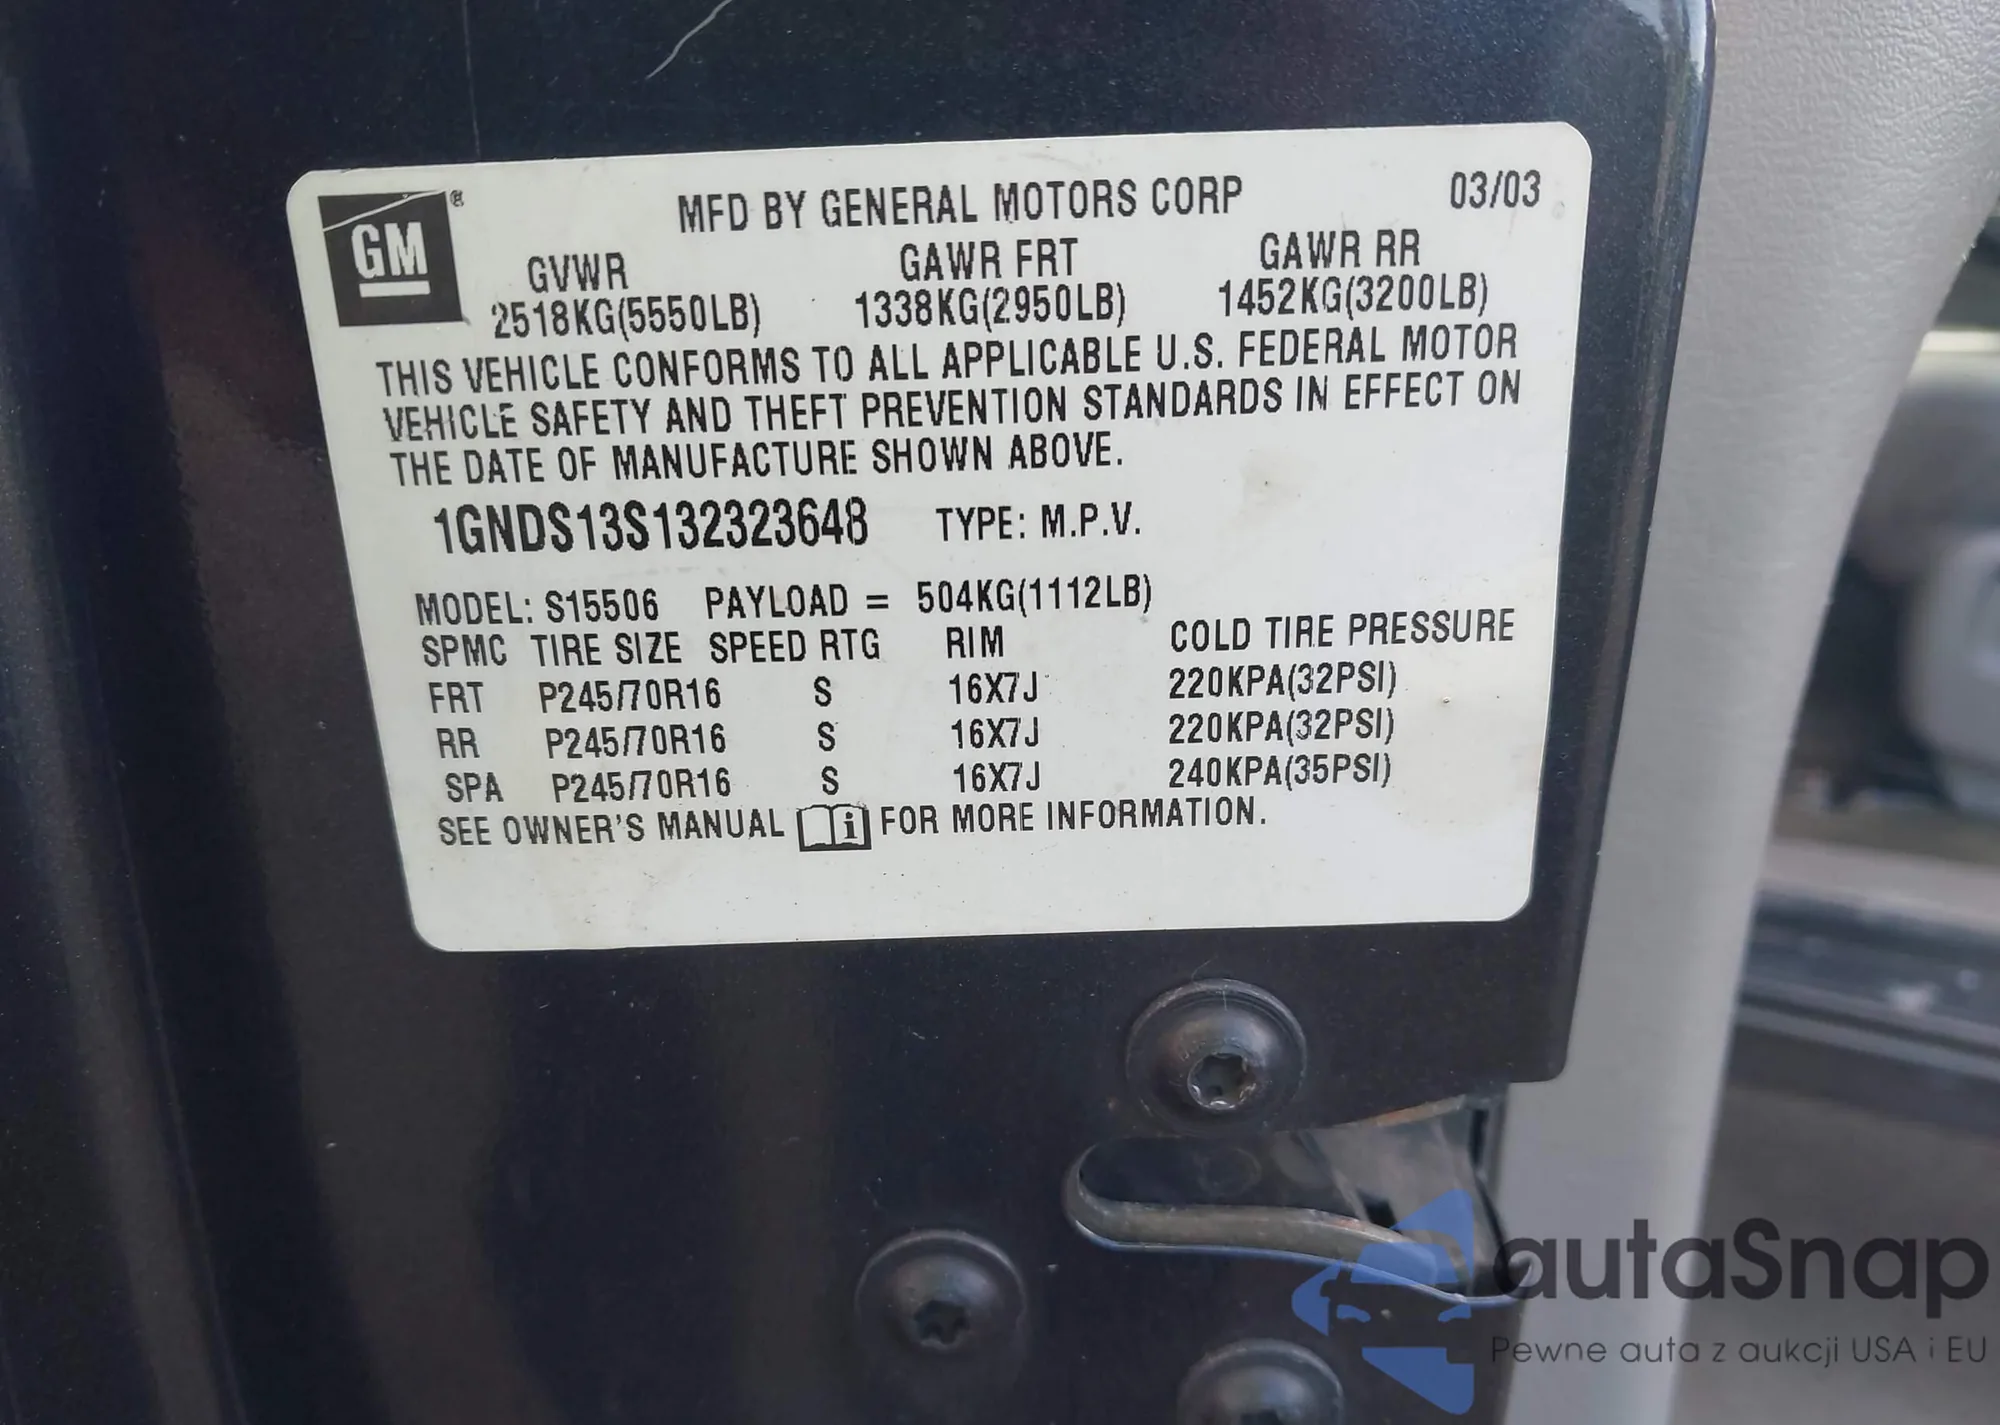 GM ®
MFD BY GENERAL MOTORS CORP 03/03
GVWR GAWR FRT GAWR RR
2518KG(5550LB) 1338KG(2950LB) 1452KG(3200LB)
THIS VEHICLE CONFORMS TO ALL APPLICABLE U.S. FEDERAL MOTOR
VEHICLE SAFETY AND THEFT PREVENTION STANDARDS IN EFFECT ON
THE DATE OF MANUFACTURE SHOWN ABOVE.
1GNDS13S132323648 TYPE: M.P.V.
MODEL: S15506 PAYLOAD = 504KG(1112LB)
SPMC TIRE SIZE SPEED RTG RIM COLD TIRE PRESSURE
FRT P245/70R16 S 16X7J 220KPA(32PSI)
RR P245/70R16 S 16X7J 220KPA(32PSI)
SPA P245/70R16 S 16X7J 240KPA(35PSI)
SEE OWNER'S MANUAL i FOR MORE INFORMATION.
autaSnap
Pewne auta z aukcji USA i EU